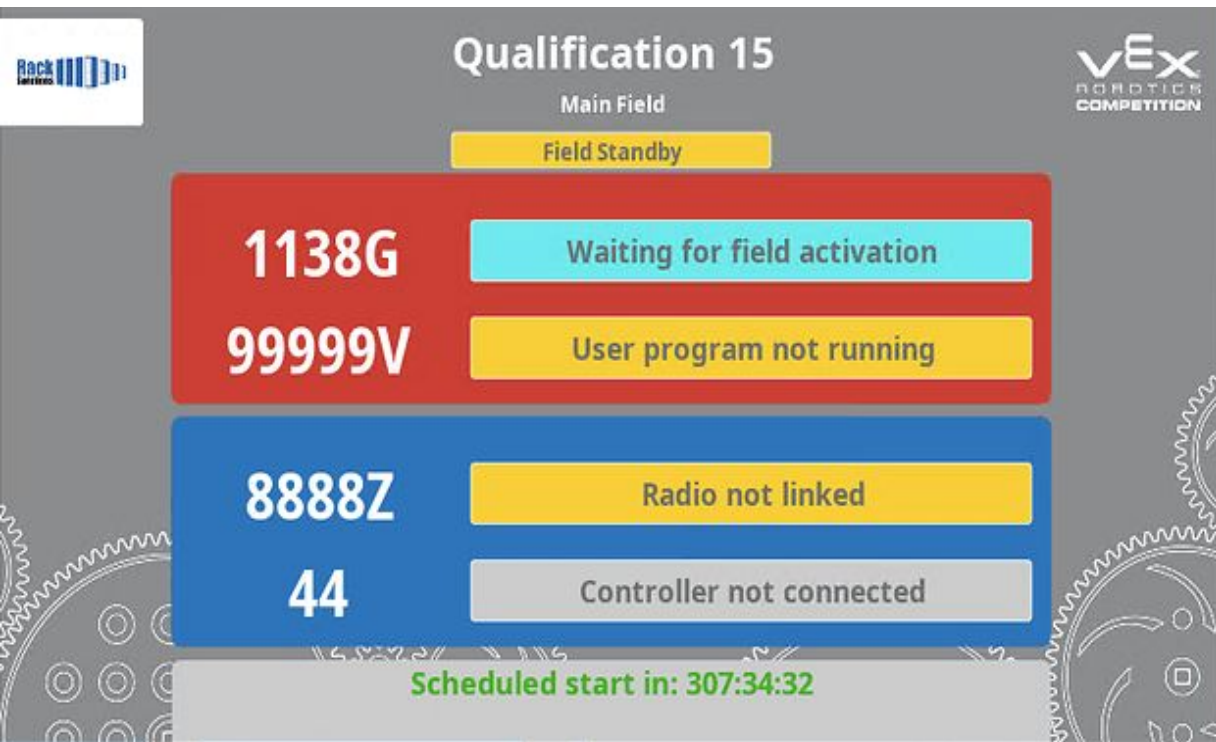 Rack
Solutions
Qualification 15
Main Field
VEX
ROBOTICS
COMPETITION
Field Standby
1138G
Waiting for field activation
99999V
User program not running
8888Z
Radio not linked
44
Controller not connected
Scheduled start in: 307:34:32